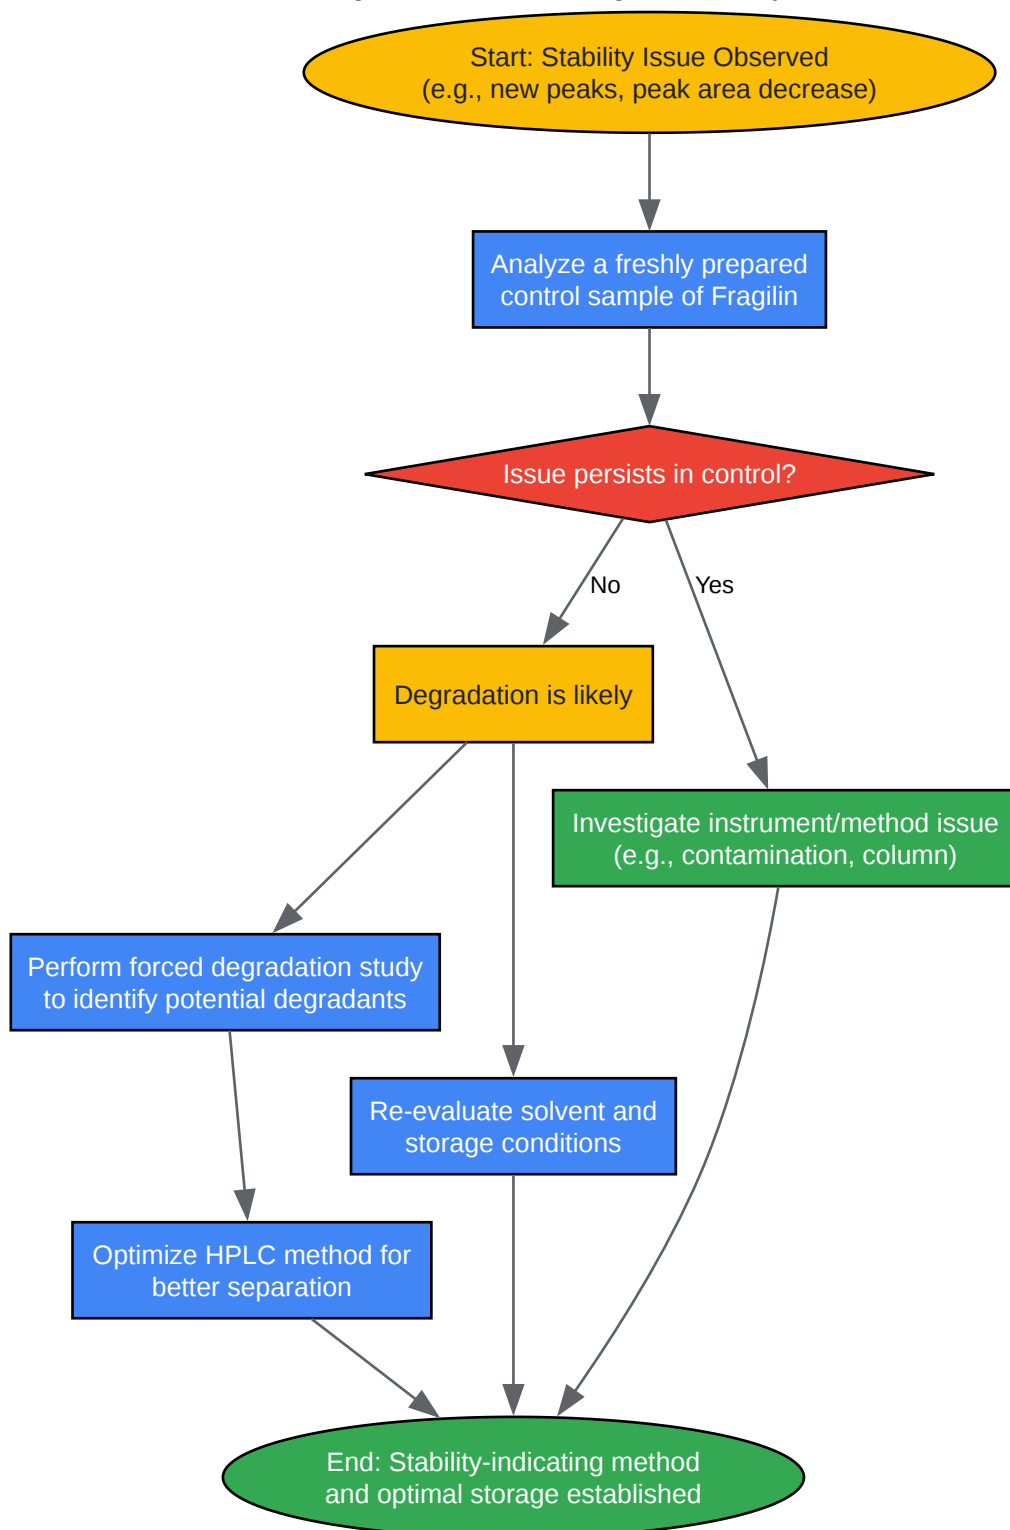 Start: Stability Issue Observed
(e.g., new peaks, peak area decrease)
Analyze a freshly prepared
control sample of Fragilin
Issue persists in control?
No
Yes
Degradation is likely
Investigate instrument/method issue
(e.g., contamination, column)
Perform forced degradation study
to identify potential degradants
Re-evaluate solvent and
storage conditions
Optimize HPLC method for
better separation
End: Stability-indicating method
and optimal storage established